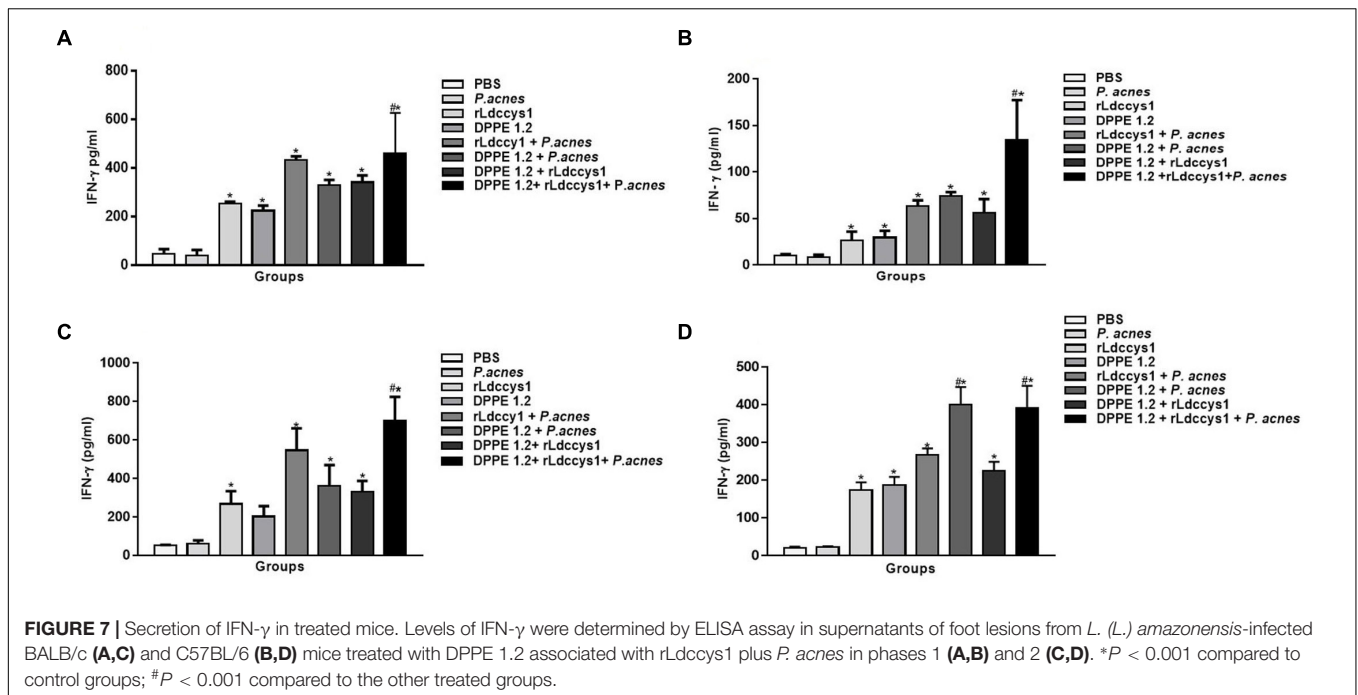 A
IFN-γ pg/ml
800
600
400
200
0
*
*
*
*
*
#*
Groups
PBS
P.acnes
rLdccys1
DPPE 1.2
rLdccy1 + P.acnes
DPPE 1.2 + P.acnes
DPPE 1.2 + rLdccys1
DPPE 1.2+ rLdccys1+ P.acnes
B
IFN- γ (pg/ml)
200
150
100
50
0
*
*
*
*
*
#*
Groups
PBS
P. acnes
rLdccys1
DPPE 1.2
rLdccys1 + P. acnes
DPPE 1.2 + P. acnes
DPPE 1.2 + rLdccys1
DPPE 1.2 +rLdccys1+P. acnes
C
IFN-γ (pg/ml)
1000
800
600
400
200
0
*
*
*
*
#*
Groups
PBS
P.acnes
rLdccys1
DPPE 1.2
rLdccy1 + P.acnes
DPPE 1.2 + P.acnes
DPPE 1.2+ rLdccys1
DPPE 1.2+ rLdccys1+ P.acnes
D
IFN-γ (pg/ml)
500
400
300
200
100
0
*
*
*
#*
*
#*
Groups
PBS
P. acnes
rLdccys1
DPPE 1.2
rLdccys1 + P. acnes
DPPE 1.2 + P. acnes
DPPE 1.2 + rLdccys1
DPPE 1.2 + rLdccys1 + P. acnes
FIGURE 7 | Secretion of IFN-γ in treated mice. Levels of IFN-γ were determined by ELISA assay in supernatants of foot lesions from L. (L.) amazonensis-infected
BALB/c (A,C) and C57BL/6 (B,D) mice treated with DPPE 1.2 associated with rLdccys1 plus P. acnes in phases 1 (A,B) and 2 (C,D). *P < 0.001 compared to
control groups; #P < 0.001 compared to the other treated groups.